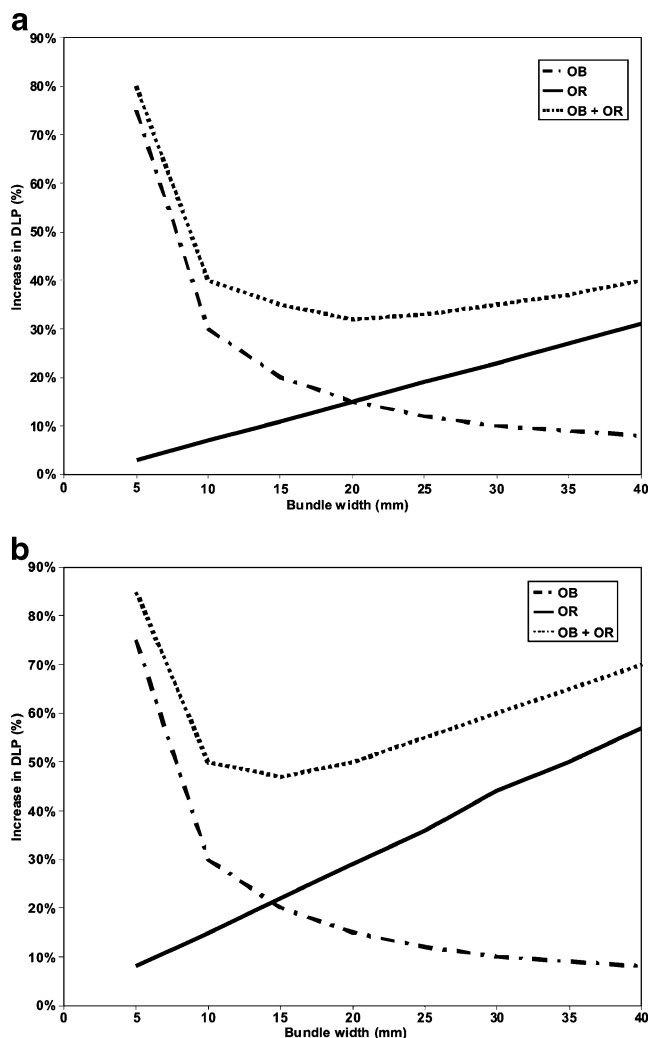 a
90%
80%
70%
60%
50%
40%
30%
20%
10%
0%
Increase in DLP (%)
OB
OR
OB + OR
0 5 10 15 20 25 30 35 40
Bundle width (mm)
b
90%
80%
70%
60%
50%
40%
30%
20%
10%
0%
Increase in DLP (%)
OB
OR
OB + OR
0 5 10 15 20 25 30 35 40
Bundle width (mm)